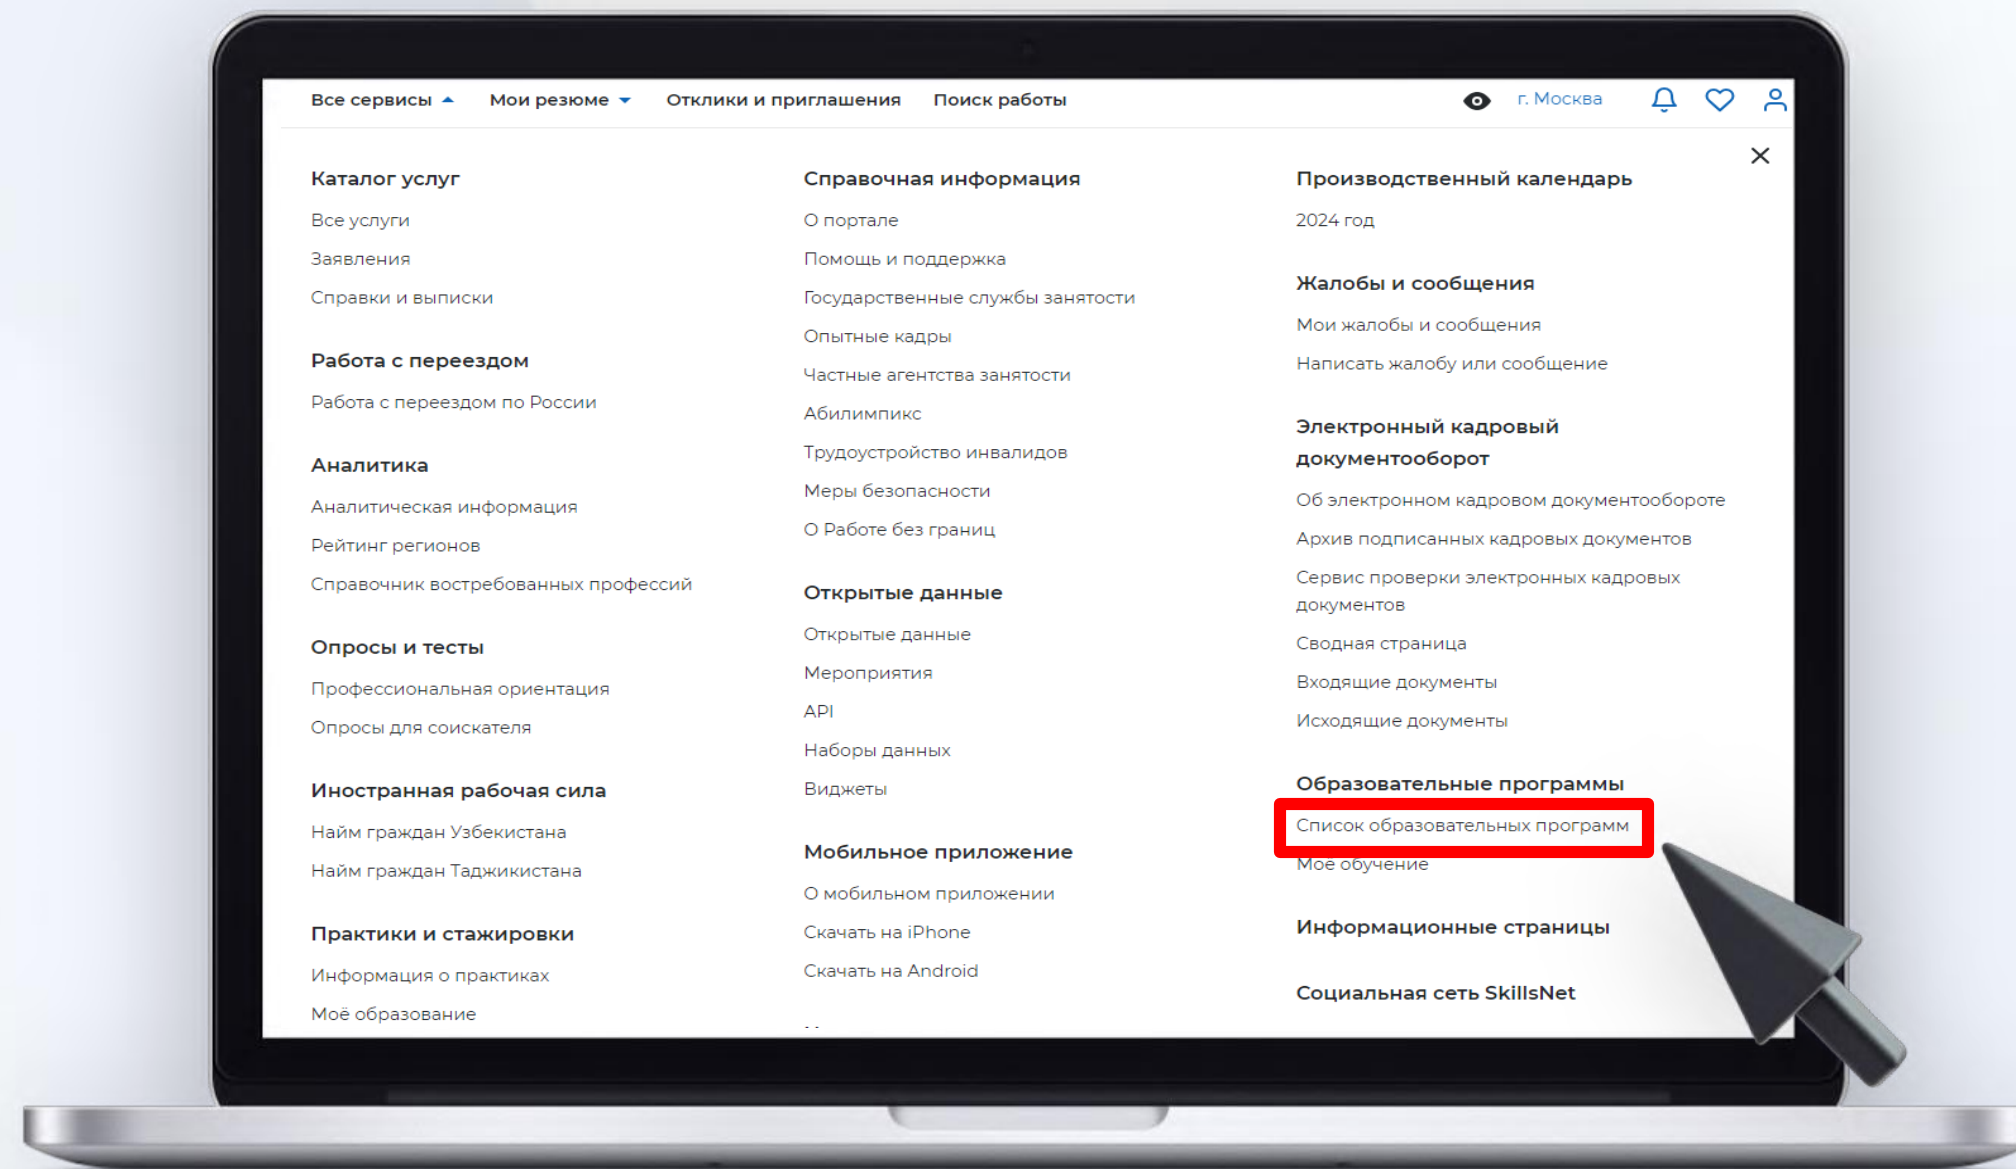 Все сервисы
Мои резюме
Отклики и приглашения
Поиск работы
г. Москва
Каталог услуг
Все услуги
Заявления
Справки и выписки
Работа с переездом
Работа с переездом по России
Аналитика
Аналитическая информация
Рейтинг регионов
Справочник востребованных профессий
Опросы и тесты
Профессиональная ориентация
Опросы для соискателя
Иностранная рабочая сила
Найм граждан Узбекистана
Найм граждан Таджикистана
Практики и стажировки
Информация о практиках
Моё образование
Справочная информация
О портале
Помощь и поддержка
Государственные службы занятости
Опытные кадры
Частные агентства занятости
Абилимпикс
Трудоустройство инвалидов
Меры безопасности
О Работе без границ
Открытые данные
Открытые данные
Мероприятия
API
Наборы данных
Виджеты
Мобильное приложение
О мобильном приложении
Скачать на iPhone
Скачать на Android
Производственный календарь
2024 год
Жалобы и сообщения
Мои жалобы и сообщения
Написать жалобу или сообщение
Электронный кадровый
документооборот
Об электронном кадровом документообороте
Архив подписанных кадровых документов
Сервис проверки электронных кадровых
документов
Сводная страница
Входящие документы
Исходящие документы
Образовательные программы
Список образовательных программ
Мое обучение
Информационные страницы
Социальная сеть SkillsNet